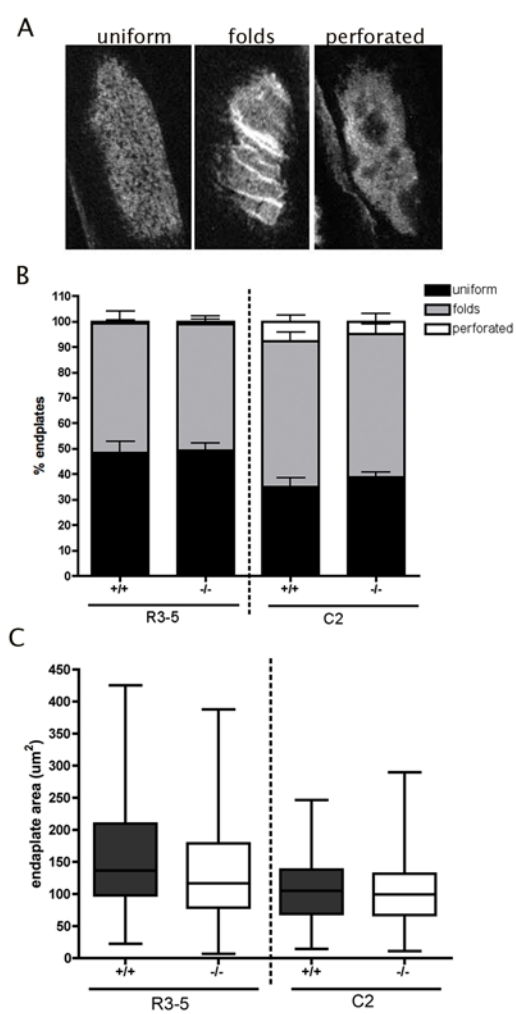 A
uniform folds perforated
B
uniform
folds
perforated
% endplates
110
100
90
80
70
60
50
40
30
20
10
0
+/+ -/- +/+ -/-
R3-5 C2
C
endaplate area (um²)
450
400
350
300
250
200
150
100
50
0
+/+ -/- +/+ -/-
R3-5 C2